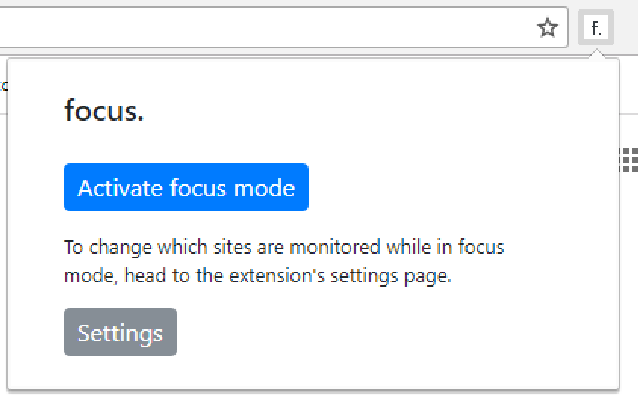 f.
focus.
Activate focus mode
To change which sites are monitored while in focus
mode, head to the extension's settings page.
Settings